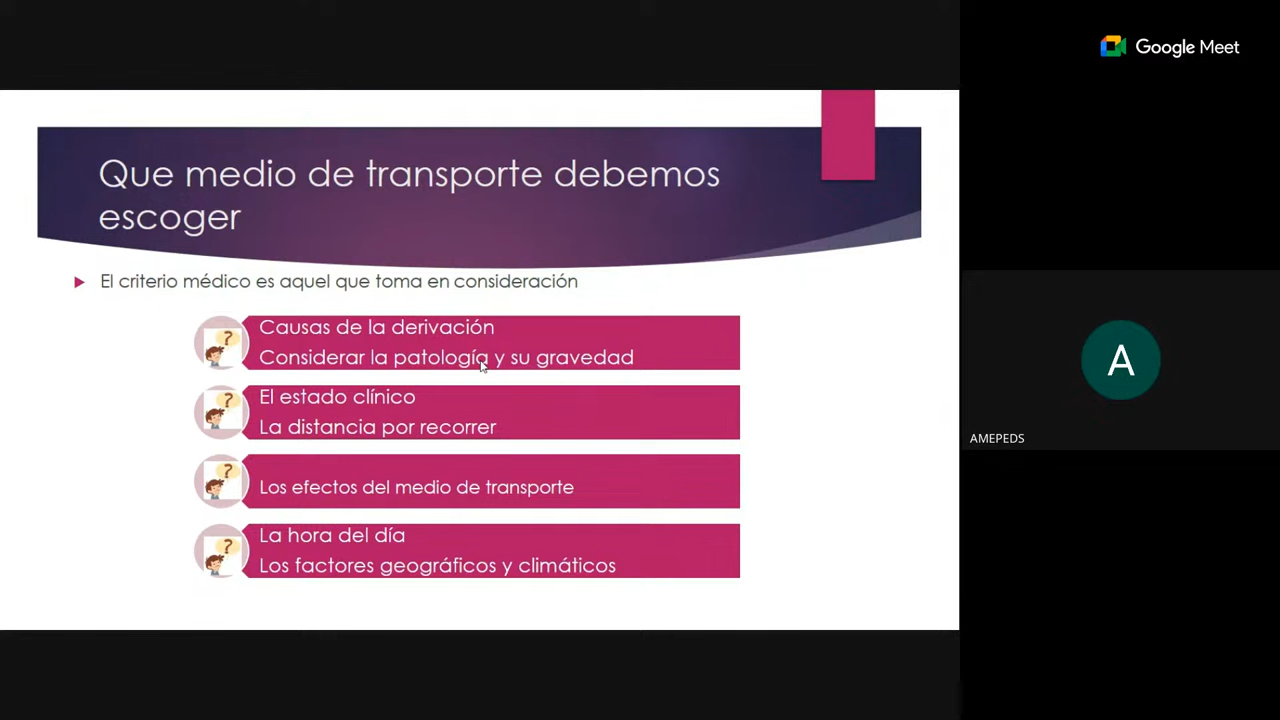 Google Meet
Que medio de transporte debemos
escoger
El criterio médico es aquel que toma en consideración
Causas de la derivación
Considerar la patología y su gravedad
El estado clínico
La distancia por recorrer
Los efectos del medio de transporte
La hora del día
Los factores geográficos y climáticos
?
?
?
?
A
AMEPEDS